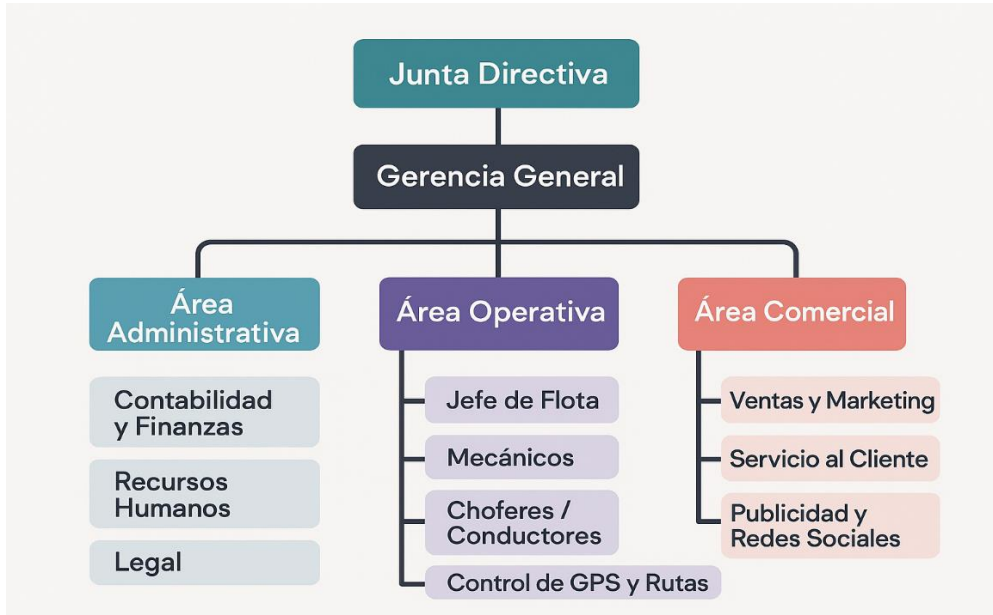 Junta Directiva
Gerencia General
Área
Administrativa
Contabilidad
y Finanzas
Recursos
Humanos
Legal
Área Operativa
Jefe de Flota
Mecánicos
Choferes /
Conductores
Control de GPS y Rutas
Área Comercial
Ventas y Marketing
Servicio al Cliente
Publicidad y
Redes Sociales